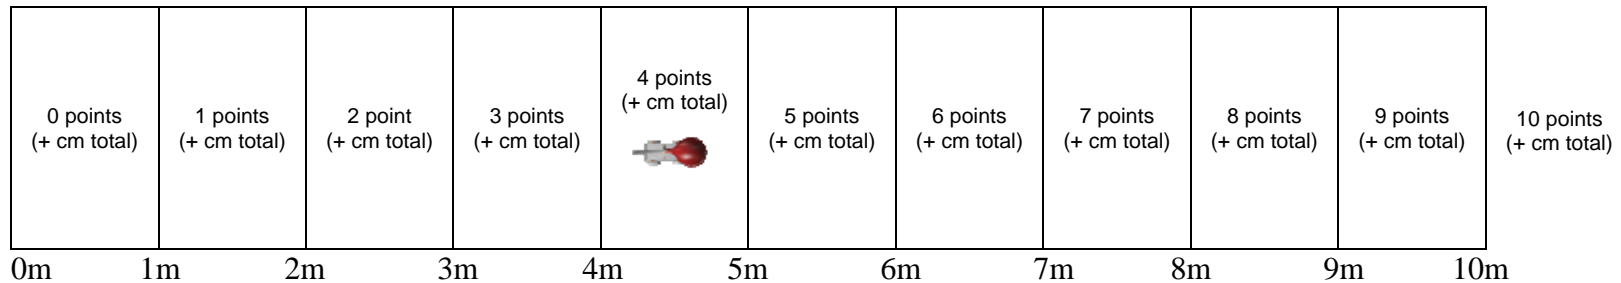 0 points
(+ cm total)
1 points
(+ cm total)
2 point
(+ cm total)
3 points
(+ cm total)
4 points
(+ cm total)
5 points
(+ cm total)
6 points
(+ cm total)
7 points
(+ cm total)
8 points
(+ cm total)
9 points
(+ cm total)
10 points
(+ cm total)
0m 1m 2m 3m 4m 5m 6m 7m 8m 9m 10m